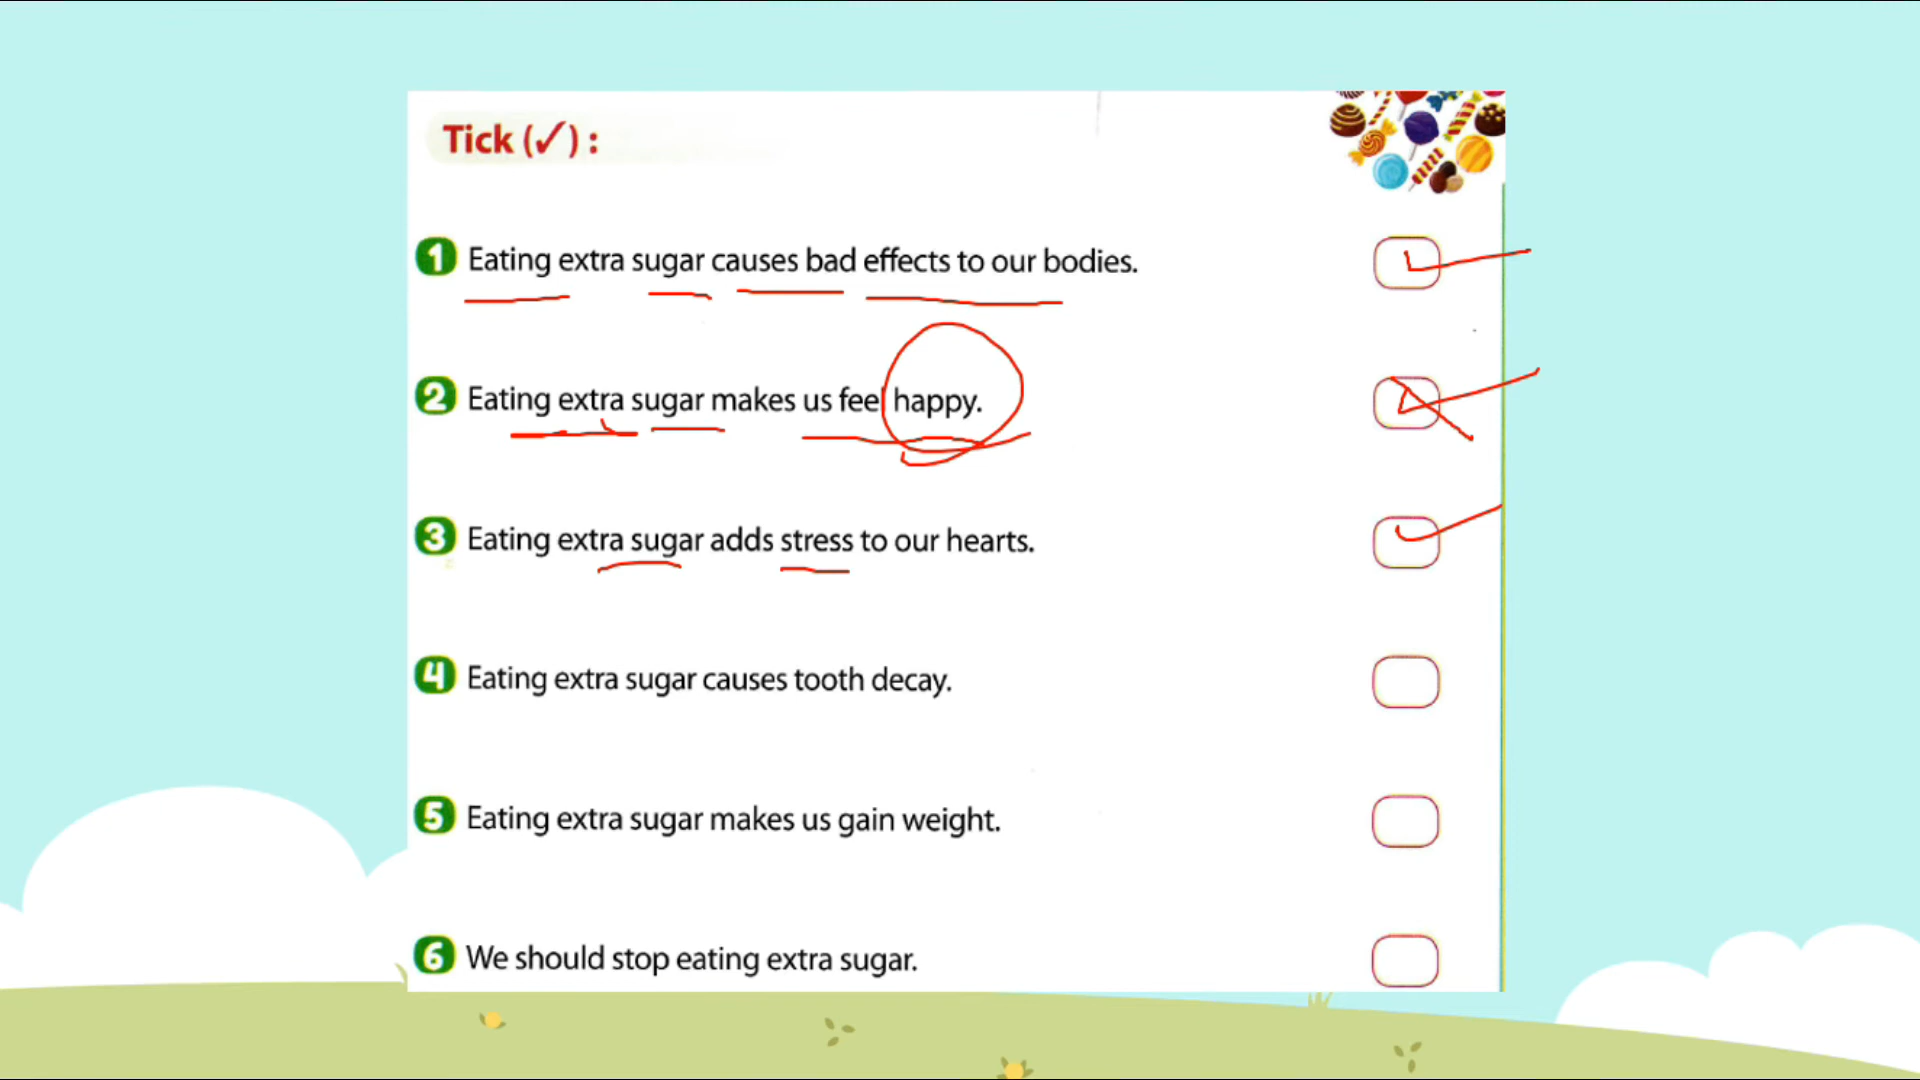 Tick (✓) :
1 Eating extra sugar causes bad effects to our bodies.
2 Eating extra sugar makes us feel happy.
3 Eating extra sugar adds stress to our hearts.
4 Eating extra sugar causes tooth decay.
5 Eating extra sugar makes us gain weight.
6 We should stop eating extra sugar.